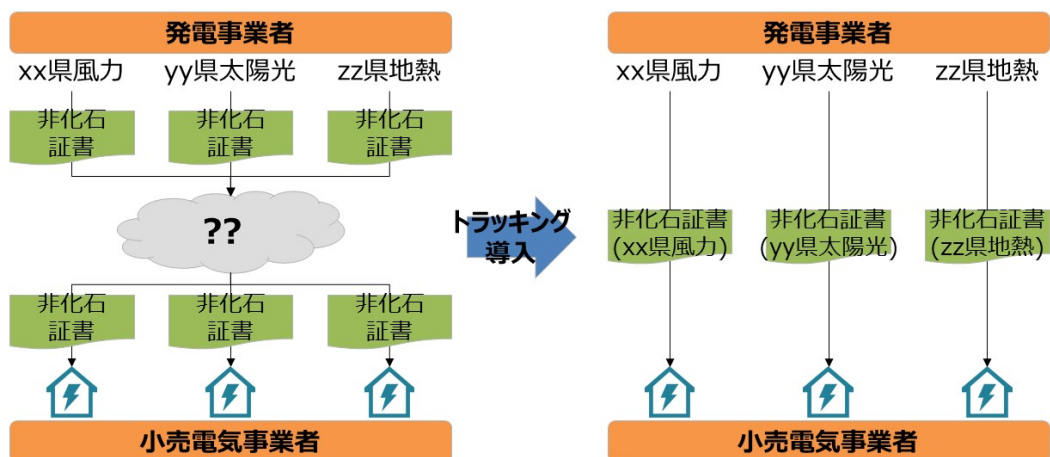 発電事業者
xx県風力
yy県太陽光
zz県地熱
非化石
証書
非化石
証書
非化石
証書
??
非化石
証書
非化石
証書
非化石
証書
小売電気事業者
トラッキング
導入
発電事業者
xx県風力
yy県太陽光
zz県地熱
非化石証書
(xx県風力)
非化石証書
(yy県太陽光)
非化石証書
(zz県地熱)
小売電気事業者